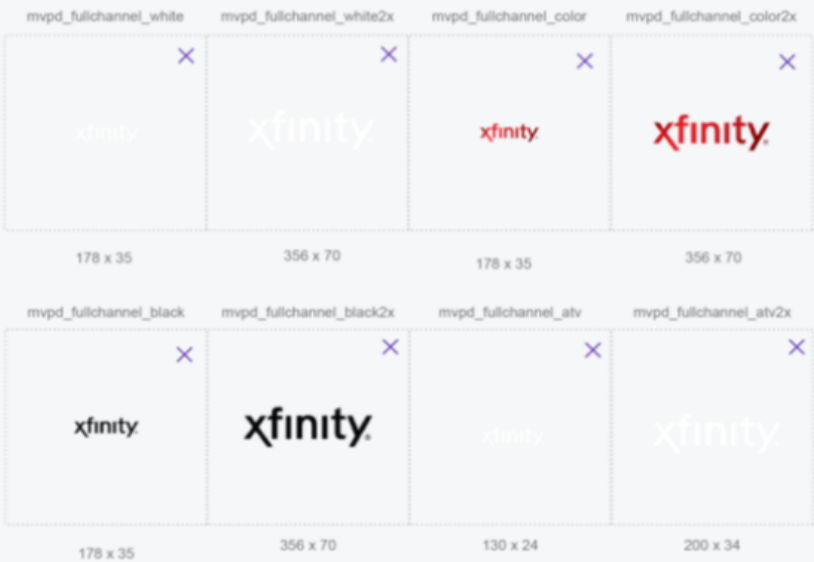 mvpd_fullchannel_white mvpd_fullchannel_white2x mvpd_fullchannel_color mvpd_fullchannel_color2x
xfinity xfinity xfinity xfinity
178 x 35 356 x 70 178 x 35 356 x 70
mvpd_fullchannel_black mvpd_fullchannel_black2x mvpd_fullchannel_atv mvpd_fullchannel_atv2x
xfinity xfinity xfinity xfinity
178 x 35 356 x 70 130 x 24 200 x 34